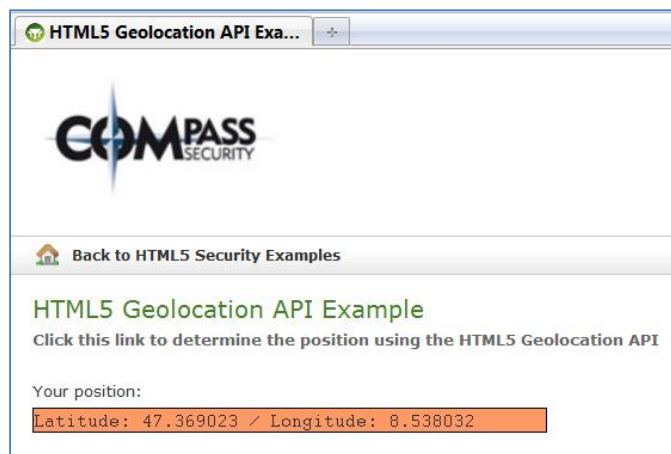 HTML5 Geolocation API Exa...
COMPASS
SECURITY
Back to HTML5 Security Examples
HTML5 Geolocation API Example
Click this link to determine the position using the HTML5 Geolocation API
Your position:
Latitude: 47.369023 / Longitude: 8.538032